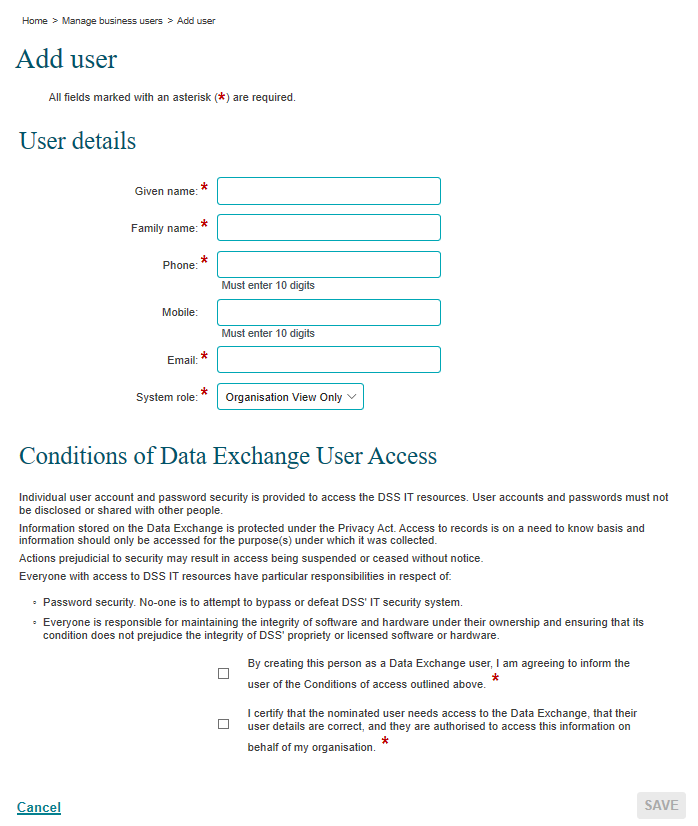 Home > Manage business users > Add user
Add user
All fields marked with an asterisk (*) are required.
User details
Given name: *
Family name: *
Phone: *
Must enter 10 digits
Mobile:
Must enter 10 digits
Email: *
System role: * Organisation View Only
Conditions of Data Exchange User Access
Individual user account and password security is provided to access the DSS IT resources. User accounts and passwords must not
be disclosed or shared with other people.
Information stored on the Data Exchange is protected under the Privacy Act. Access to records is on a need to know basis and
information should only be accessed for the purpose(s) under which it was collected.
Actions prejudicial to security may result in access being suspended or ceased without notice.
Everyone with access to DSS IT resources have particular responsibilities in respect of:
◦ Password security. No-one is to attempt to bypass or defeat DSS' IT security system.
◦ Everyone is responsible for maintaining the integrity of software and hardware under their ownership and ensuring that its
condition does not prejudice the integrity of DSS' propriety or licensed software or hardware.
By creating this person as a Data Exchange user, I am agreeing to inform the
user of the Conditions of access outlined above. *
I certify that the nominated user needs access to the Data Exchange, that their
user details are correct, and they are authorised to access this information on
behalf of my organisation. *
Cancel
SAVE